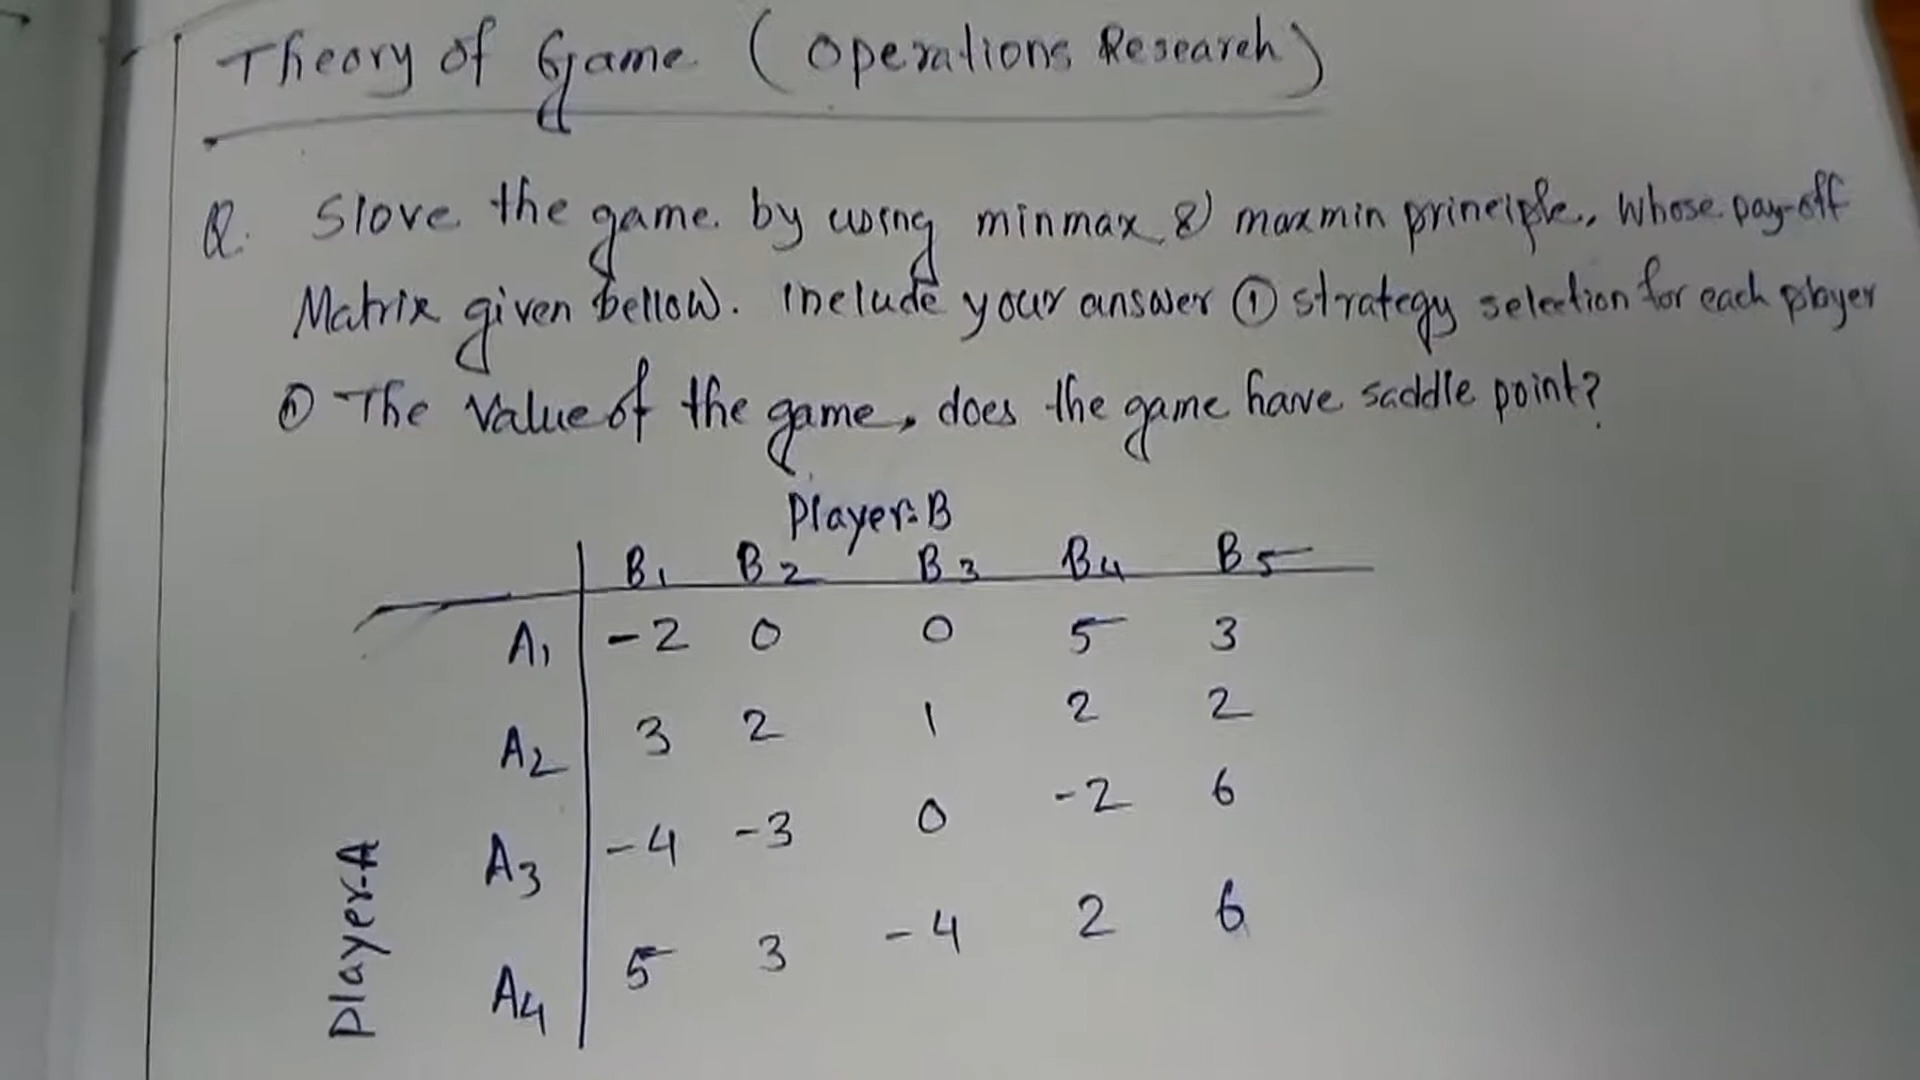 Theory of Game (Operations Research)
Q. Slove the game by using minmax & maxmin principle, whose pay-off
Matrix given bellow. Include your answer ① strategy selection for each player
⑪ The value of the game, does the game have saddle point?
Player:B
B1 B2 B3 B4 B5
A1 -2 0 0 5 3
A2 3 2 1 2 2
A3 -4 -3 0 -2 6
A4 5 3 -4 2 6
Player-A